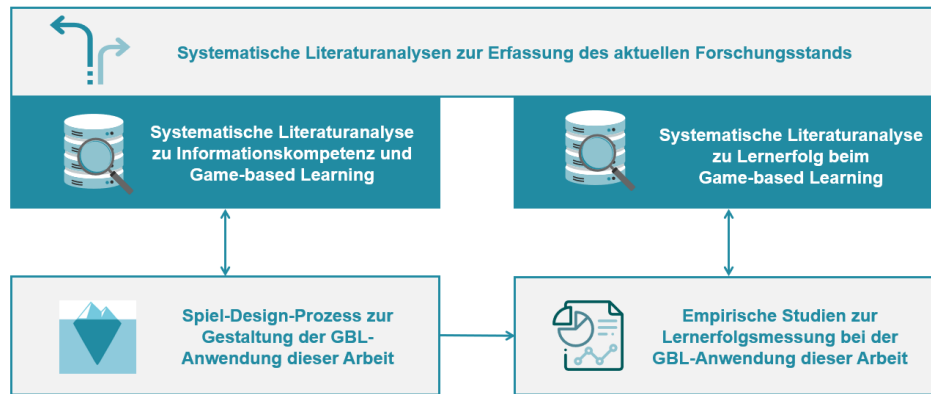 Systematische Literaturanalysen zur Erfassung des aktuellen Forschungsstands
Systematische Literaturanalyse
zu Informationskompetenz und
Game-based Learning
Systematische Literaturanalyse
zu Lernerfolg beim
Game-based Learning
Spiel-Design-Prozess zur
Gestaltung der GBL-
Anwendung dieser Arbeit
Empirische Studien zur
Lernerfolgsmessung bei der
GBL-Anwendung dieser Arbeit